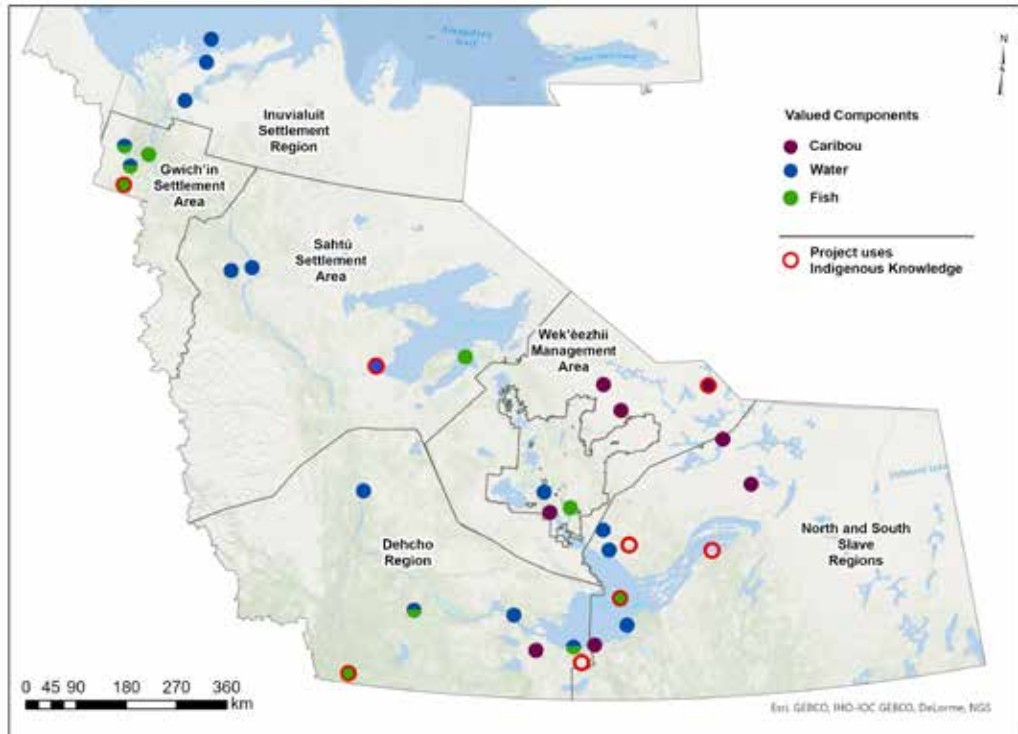 N
Inuvialuit
Settlement
Region
Gwich'in
Settlement
Area
Sahtú
Settlement
Area
Wek'èezhii
Management
Area
Dehcho
Region
North and South
Slave
Regions
Valued Components
Caribou
Water
Fish
Project uses
Indigenous Knowledge
0 45 90 180 270 360
km
Esri, GEBCO, IHO-IOC GEBCO, DeLorme, NGS